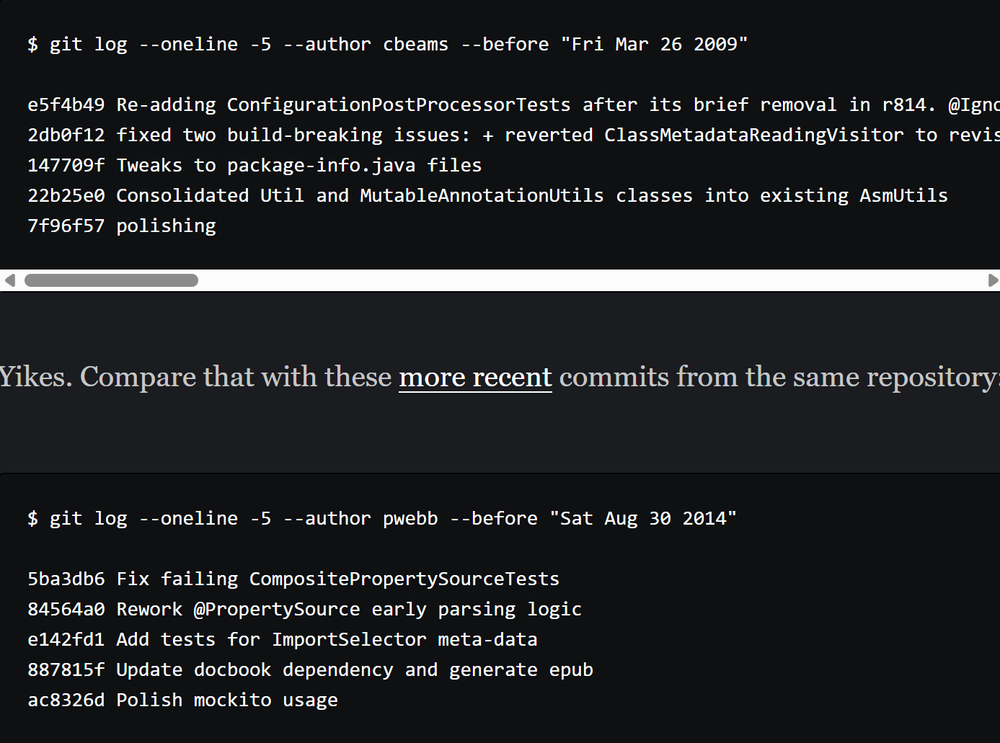 $ git log --oneline -5 --author cbeams --before "Fri Mar 26 2009"
e5f4b49 Re-adding ConfigurationPostProcessorTests after its brief removal in r814. @Igno
2db0f12 fixed two build-breaking issues: + reverted ClassMetadataReadingVisitor to revis
147709f Tweaks to package-info.java files
22b25e0 Consolidated Util and MutableAnnotationUtils classes into existing AsmUtils
7f96f57 polishing
Yikes. Compare that with these more recent commits from the same repository:
$ git log --oneline -5 --author pwebb --before "Sat Aug 30 2014"
5ba3db6 Fix failing CompositePropertySourceTests
84564a0 Rework @PropertySource early parsing logic
e142fd1 Add tests for ImportSelector meta-data
887815f Update docbook dependency and generate epub
ac8326d Polish mockito usage